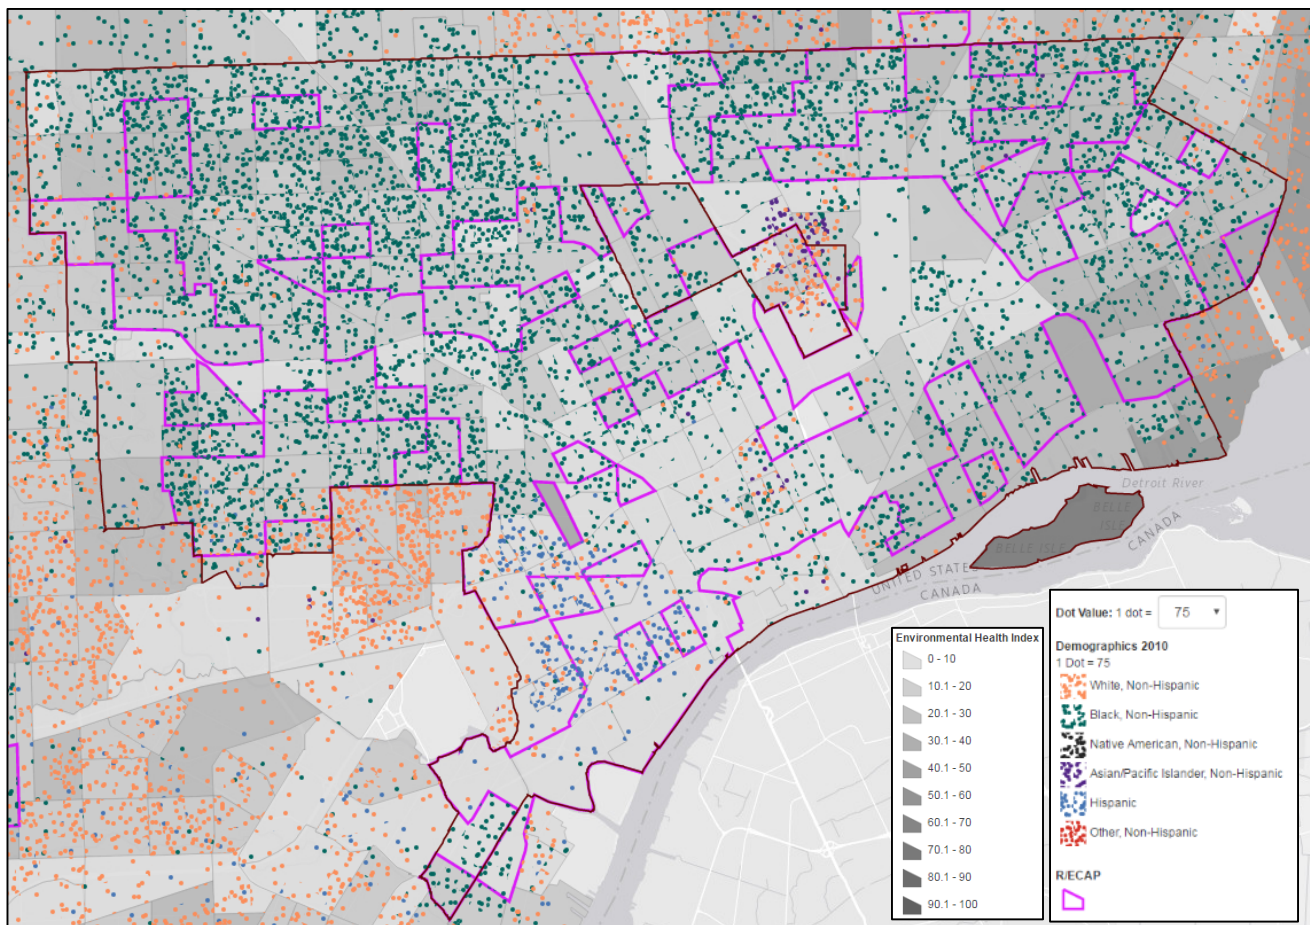 Detroit River
BELLE
ISLE
BELLE ISLE
CANADA
UNITED STATES
CANADA
Environmental Health Index
0 - 10
10.1 - 20
20.1 - 30
30.1 - 40
40.1 - 50
50.1 - 60
60.1 - 70
70.1 - 80
80.1 - 90
90.1 - 100
Dot Value: 1 dot = 75
Demographics 2010
1 Dot = 75
White, Non-Hispanic
Black, Non-Hispanic
Native American, Non-Hispanic
Asian/Pacific Islander, Non-Hispanic
Hispanic
Other, Non-Hispanic
R/ECAP